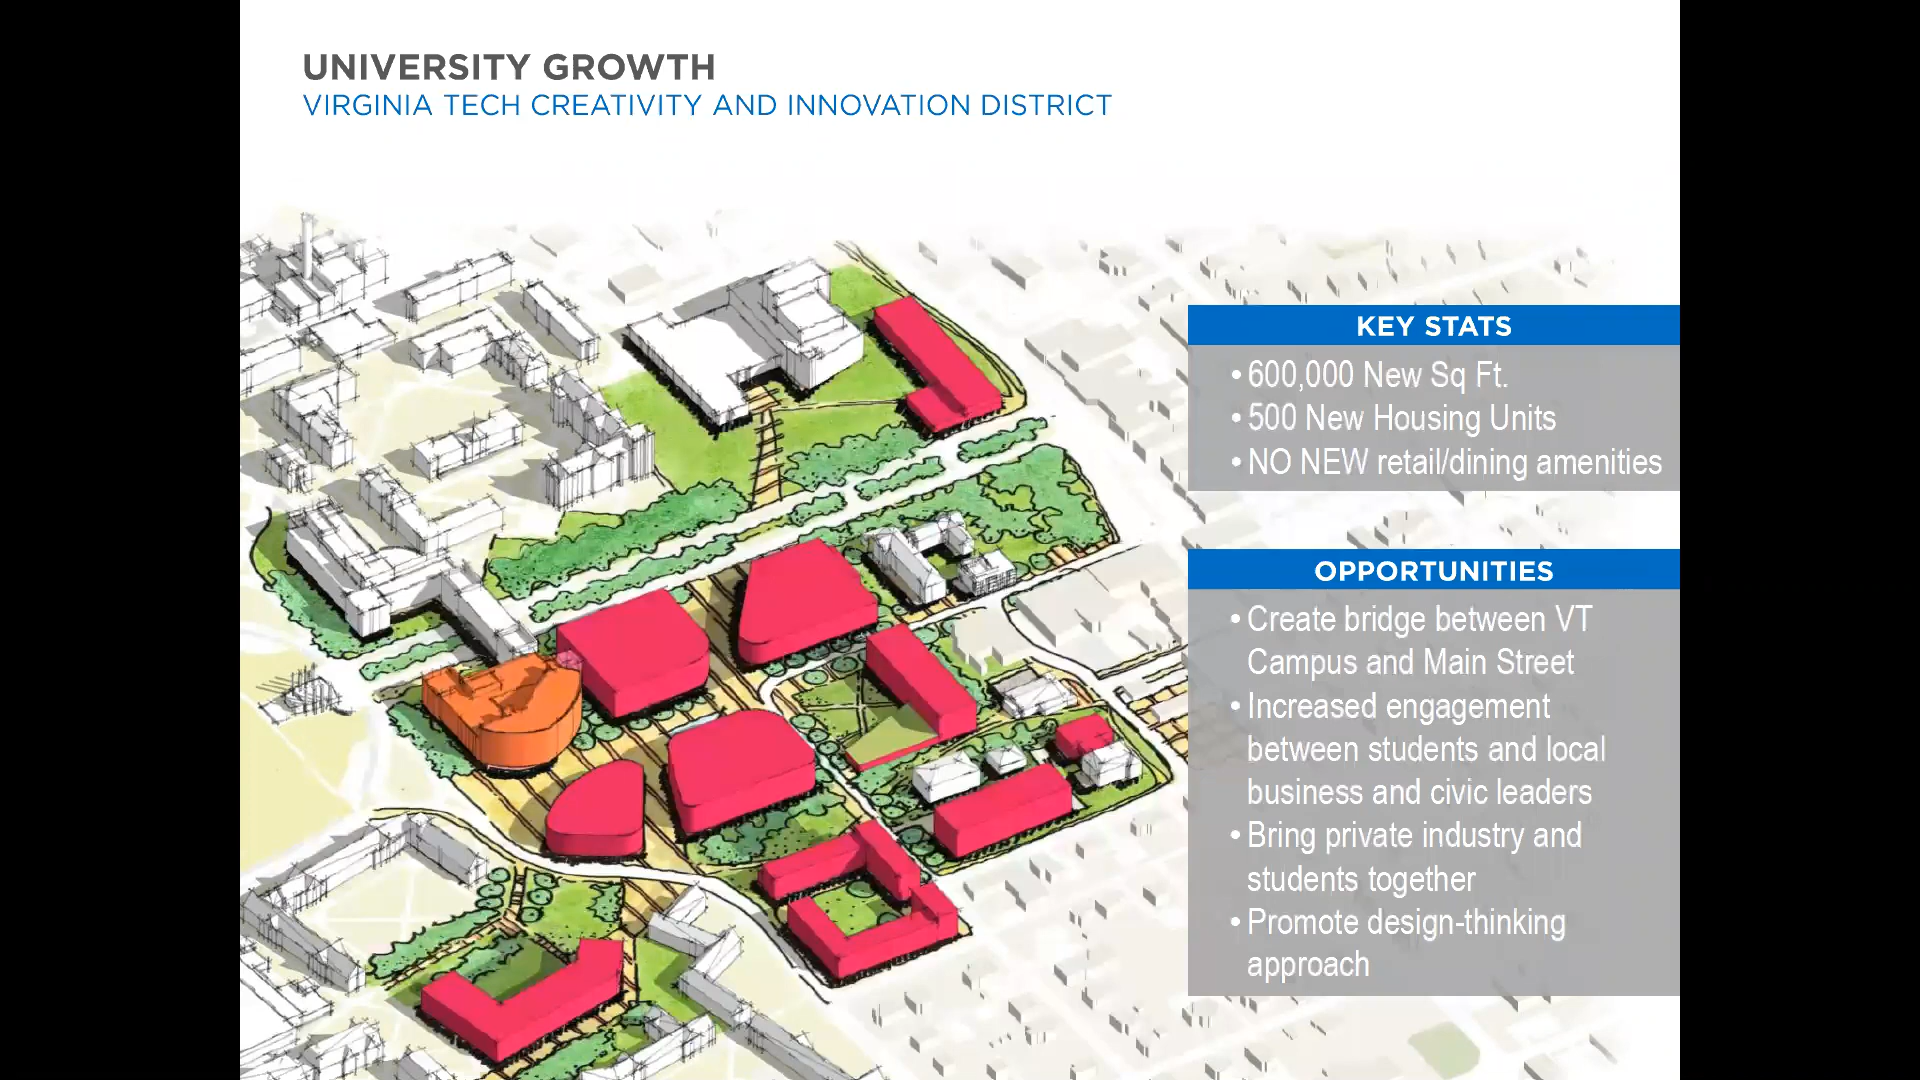 UNIVERSITY GROWTH
VIRGINIA TECH CREATIVITY AND INNOVATION DISTRICT
KEY STATS
• 600,000 New Sq Ft.
• 500 New Housing Units
• NO NEW retail/dining amenities
OPPORTUNITIES
• Create bridge between VT
Campus and Main Street
• Increased engagement
between students and local
business and civic leaders
• Bring private industry and
students together
• Promote design-thinking
approach